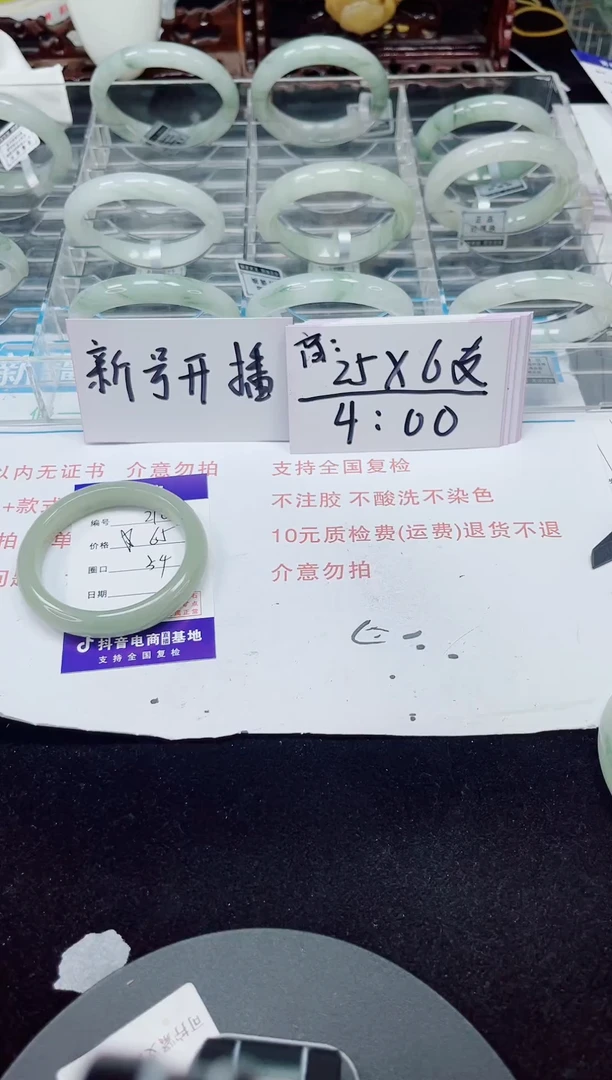 新号开播
25X6支
4:00
以内无证书 介意勿拍
支持全国复检
+款式
不注胶 不酸洗不染色
拍 单
10元质检费(运费)退货不退
介意勿拍
编号
价格 ¥ 65
圈口 54
日期
抖音电商 基地
支持全国复检